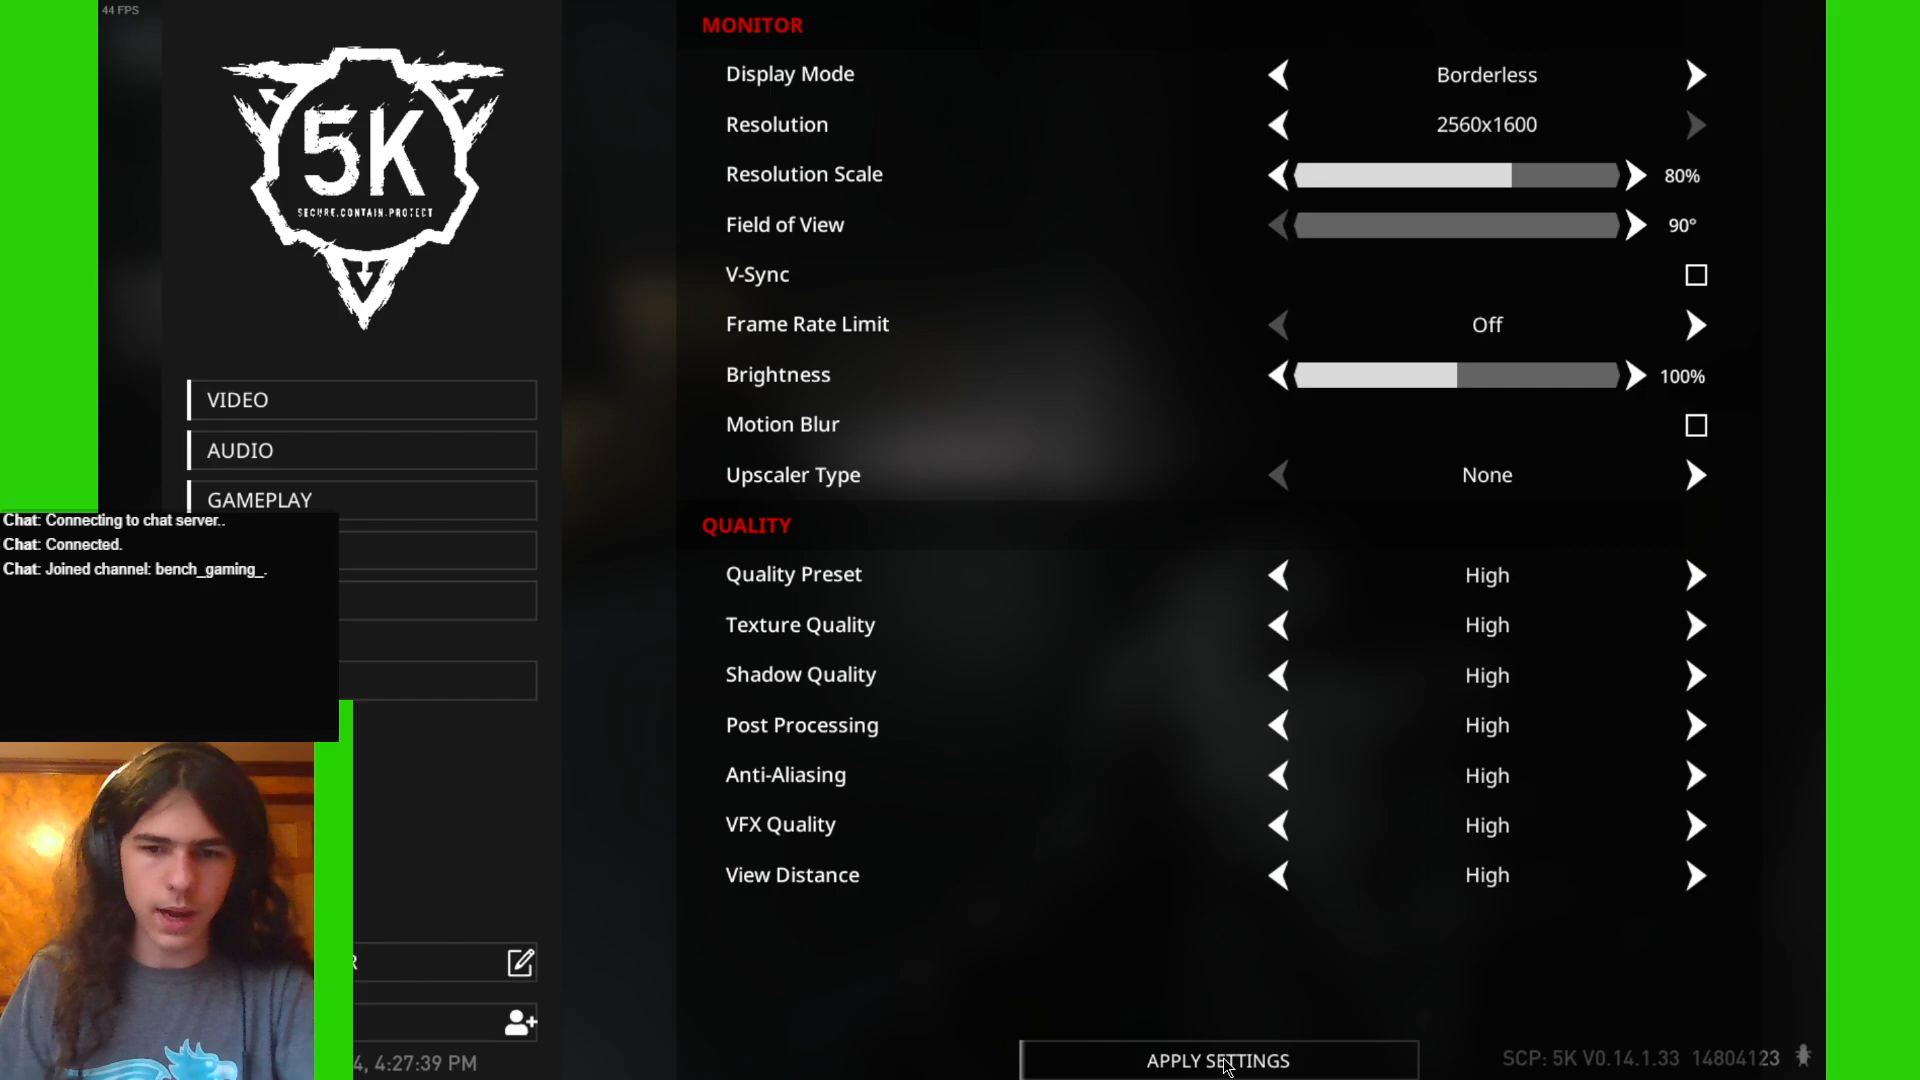 44 FPS
5K
SECURE.CONTAIN.PROTECT
VIDEO
AUDIO
GAMEPLAY
Chat: Connecting to chat server..
Chat: Connected.
Chat: Joined channel: bench_gaming_.
R
4, 4:27:39 PM
MONITOR
Display Mode Borderless
Resolution 2560x1600
Resolution Scale 80%
Field of View 90°
V-Sync
Frame Rate Limit Off
Brightness 100%
Motion Blur
Upscaler Type None
QUALITY
Quality Preset High
Texture Quality High
Shadow Quality High
Post Processing High
Anti-Aliasing High
VFX Quality High
View Distance High
APPLY SETTINGS
SCP: 5K V0.14.1.33 14804123